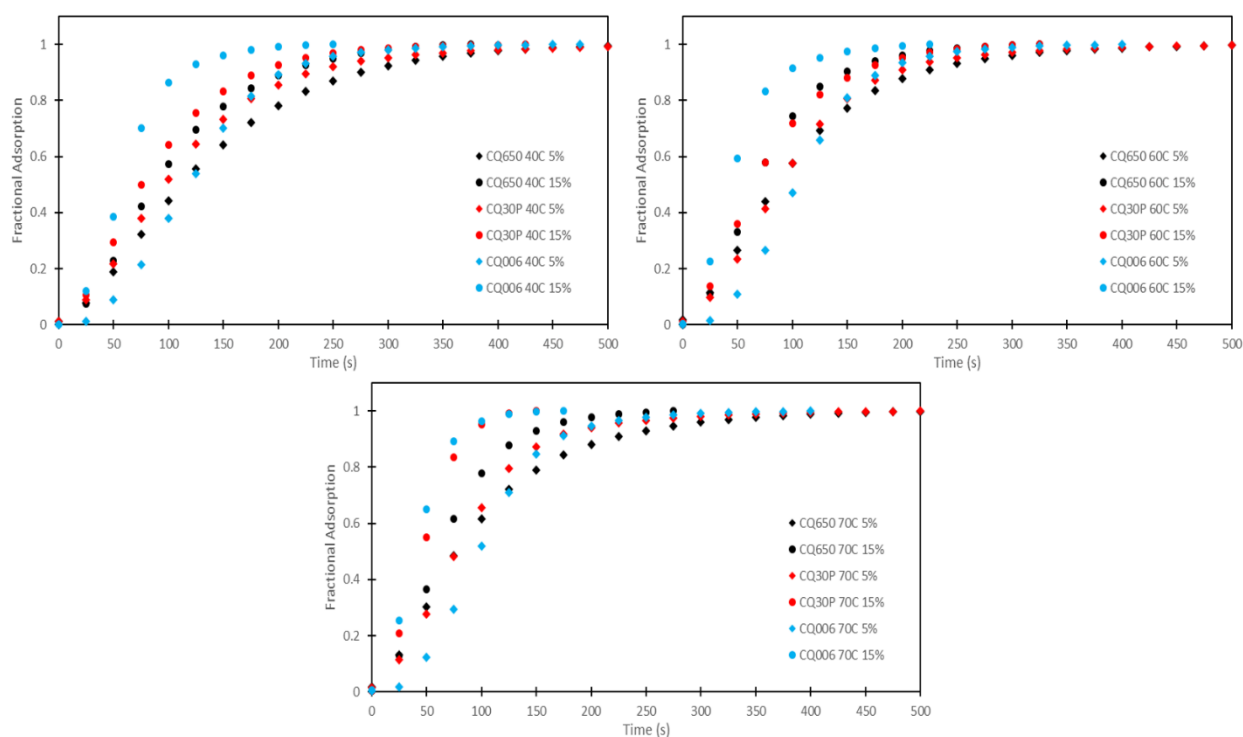 Fractional Adsorption
1
0.8
0.6
0.4
0.2
0
0 50 100 150 200 250 300 350 400 450 500
Time (s)
CQ650 40C 5%
CQ650 40C 15%
CQ30P 40C 5%
CQ30P 40C 15%
CQ006 40C 5%
CQ006 40C 15%
Fractional Adsorption
1
0.8
0.6
0.4
0.2
0
0 50 100 150 200 250 300 350 400 450 500
Time (s)
CQ650 60C 5%
CQ650 60C 15%
CQ30P 60C 5%
CQ30P 60C 15%
CQ006 60C 5%
CQ006 60C 15%
Fractional Adsorption
1
0.8
0.6
0.4
0.2
0
0 50 100 150 200 250 300 350 400 450 500
Time (s)
CQ650 70C 5%
CQ650 70C 15%
CQ30P 70C 5%
CQ30P 70C 15%
CQ006 70C 5%
CQ006 70C 15%